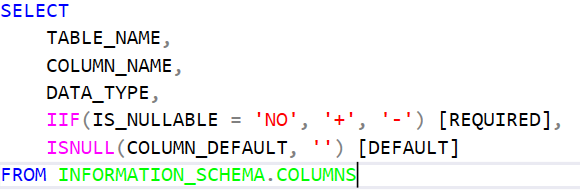 SELECT
TABLE_NAME,
COLUMN_NAME,
DATA_TYPE,
IIF(IS_NULLABLE = 'NO', '+', '-') [REQUIRED],
ISNULL(COLUMN_DEFAULT, '') [DEFAULT]
FROM INFORMATION_SCHEMA.COLUMNS